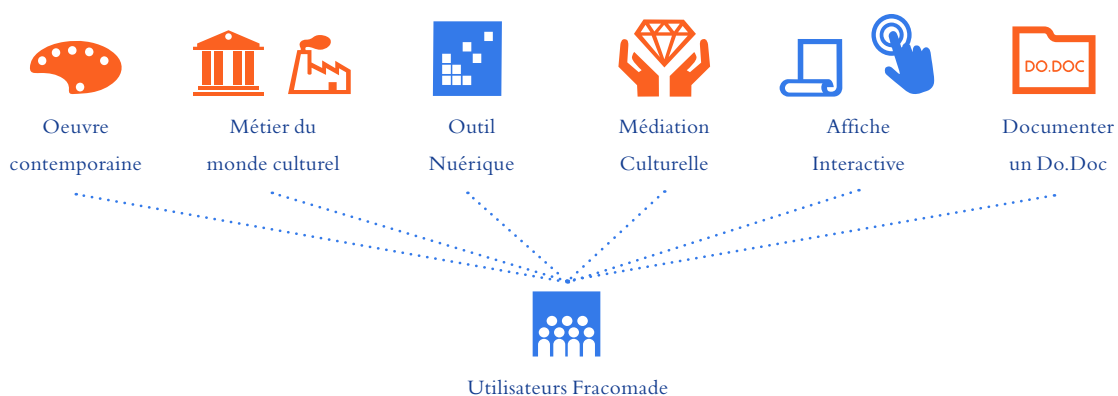 DO.DOC
Oeuvre
contemporaine
Métier du
monde culturel
Outil
Nuérique
Médiation
Culturelle
Affiche
Interactive
Documenter
un Do.Doc
Utilisateurs Fracomade